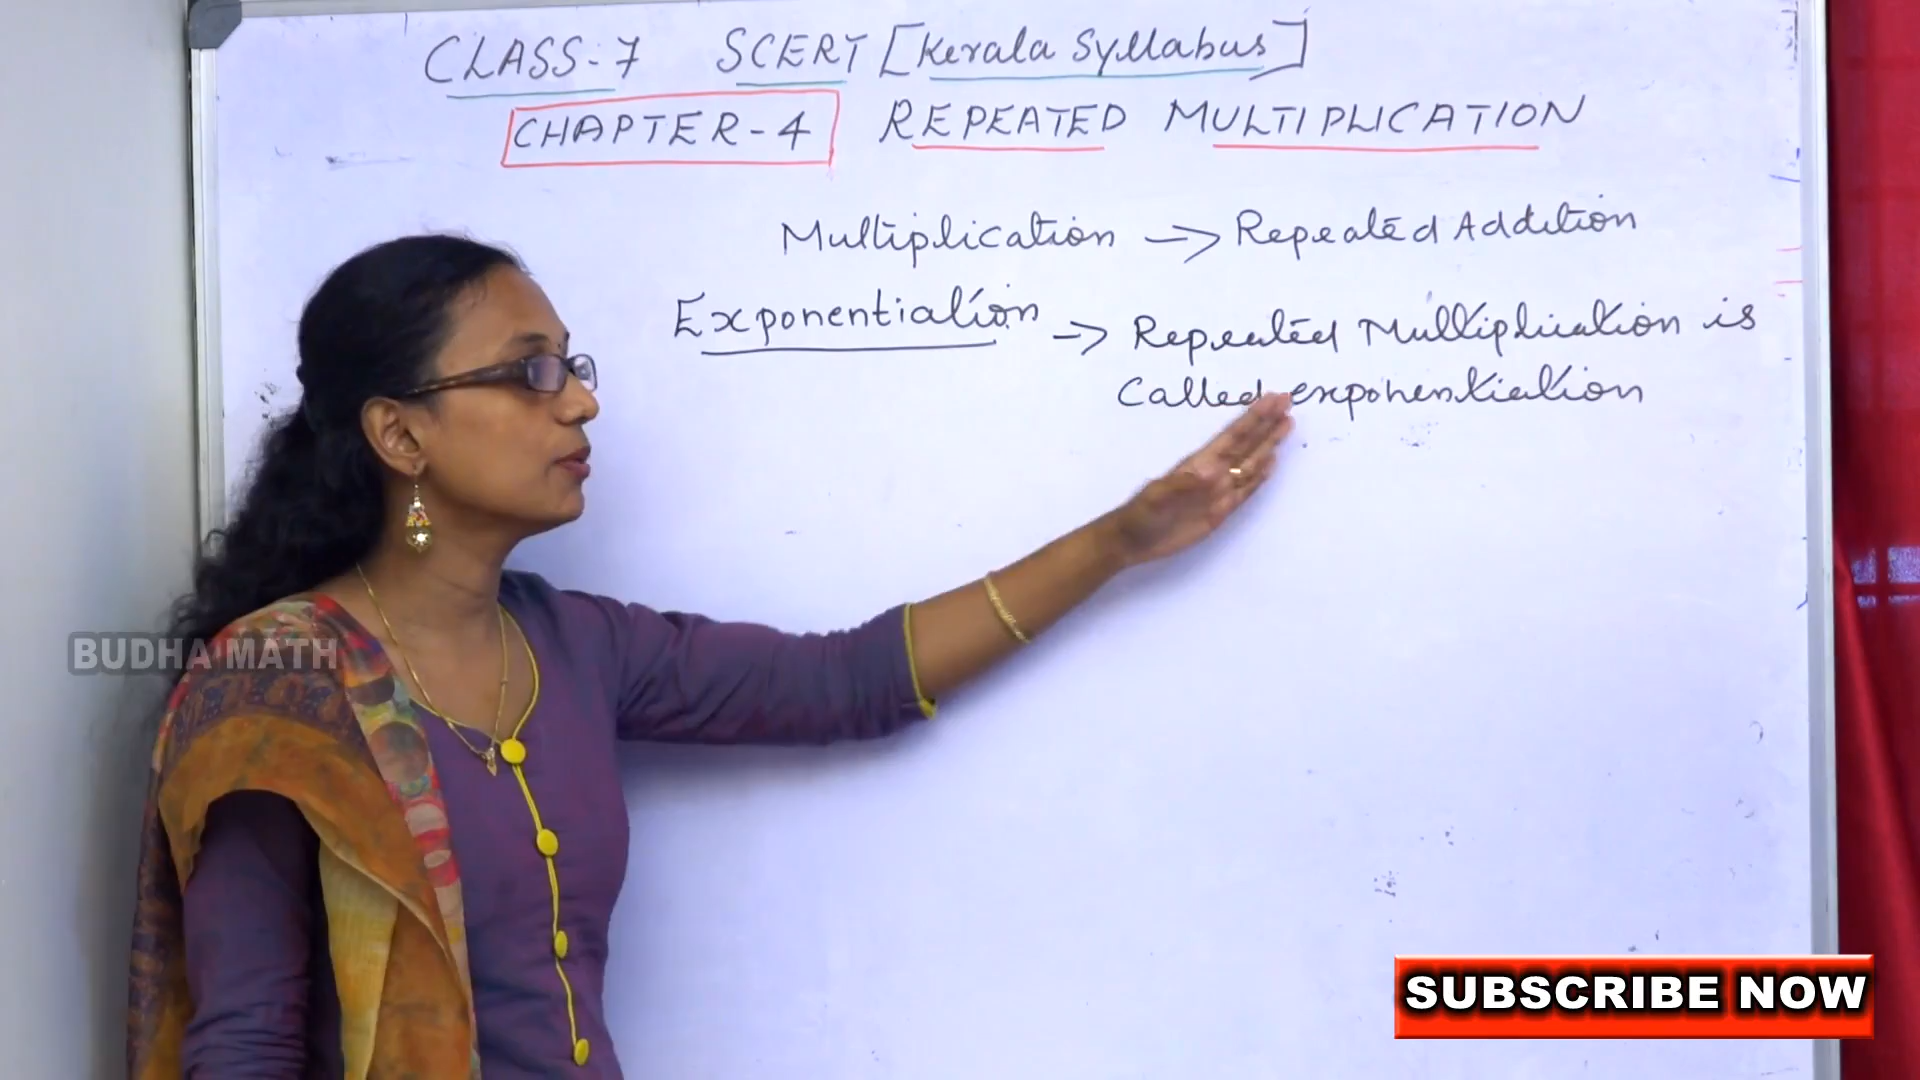 CLASS-7 SCERT [Kerala Syllabus]
CHAPTER-4 REPEATED MULTIPLICATION
Multiplication → Repeated Addition
Exponentiation → Repeated Multiplication is
Called exponentiation
BUDHA MATH
SUBSCRIBE NOW